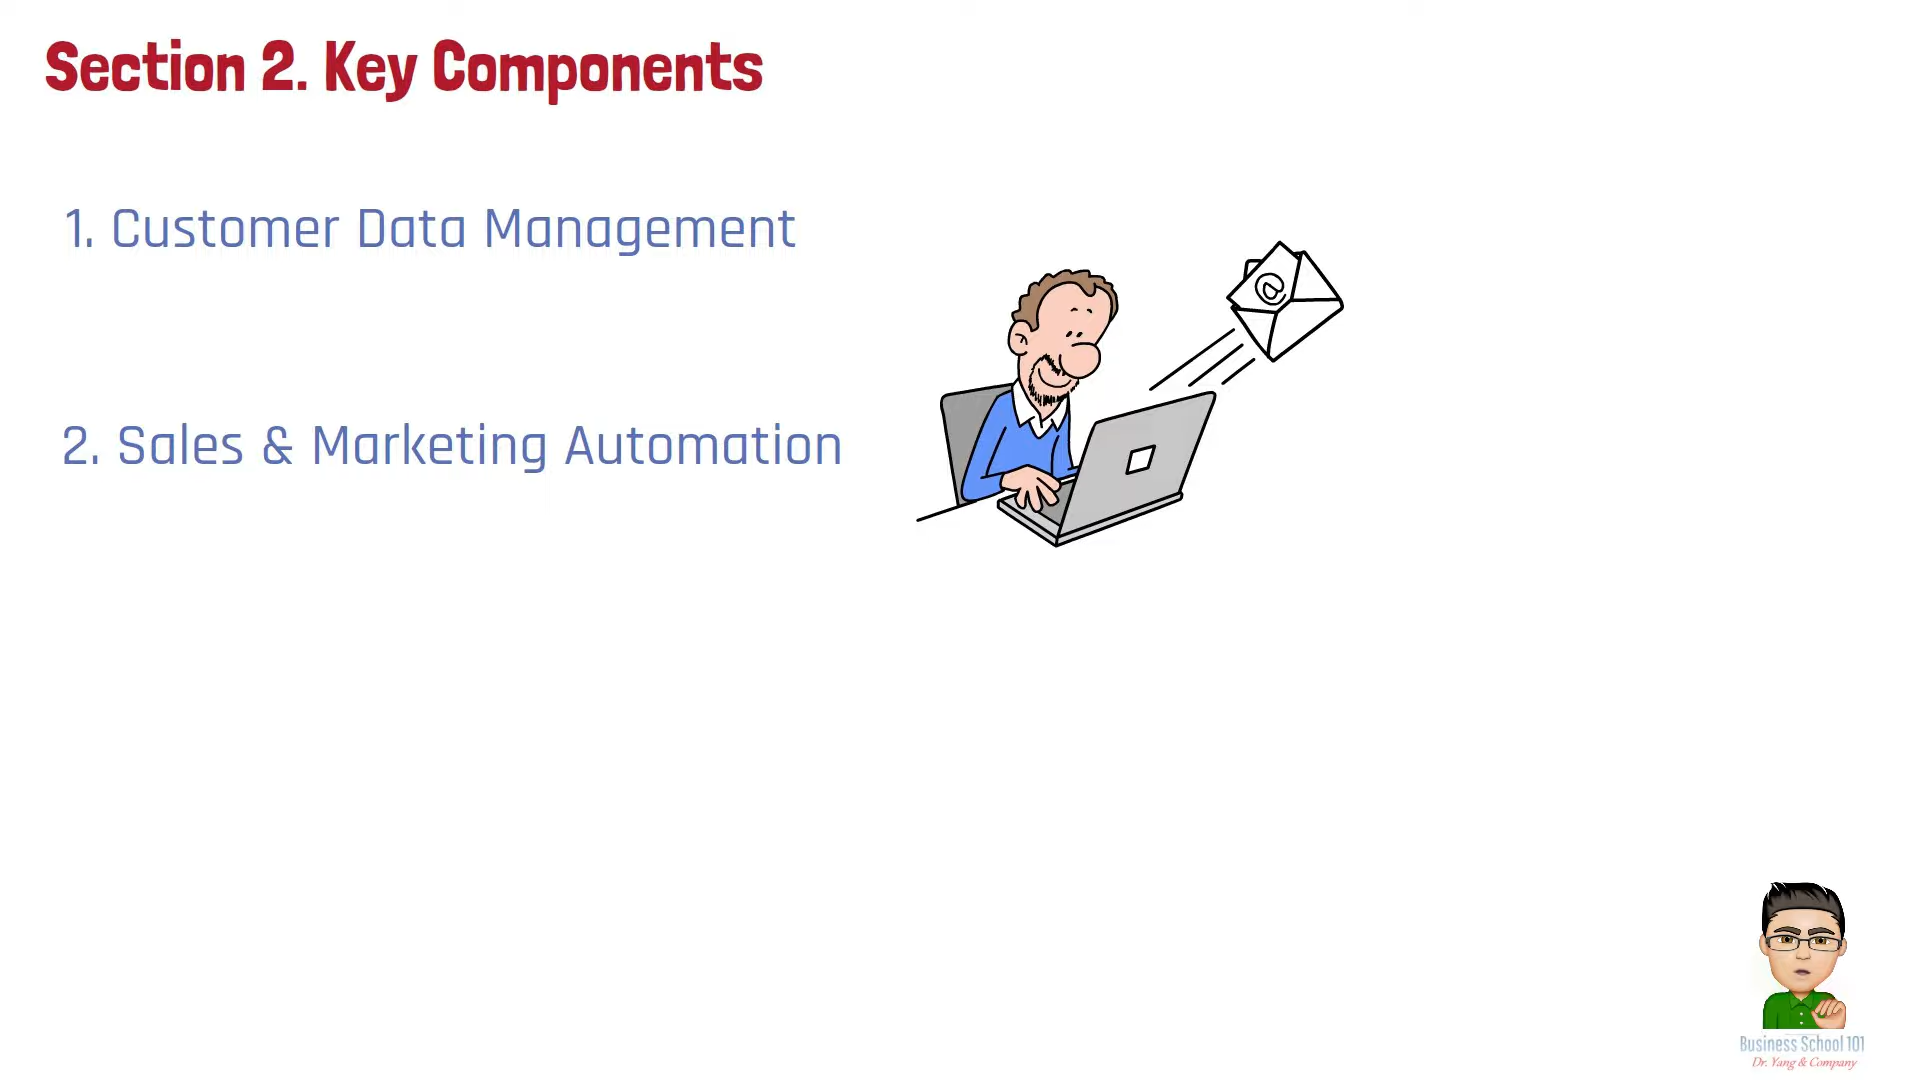 Section 2. Key Components
1. Customer Data Management
2. Sales & Marketing Automation
@
Business School 101
Dr. Yang & Company